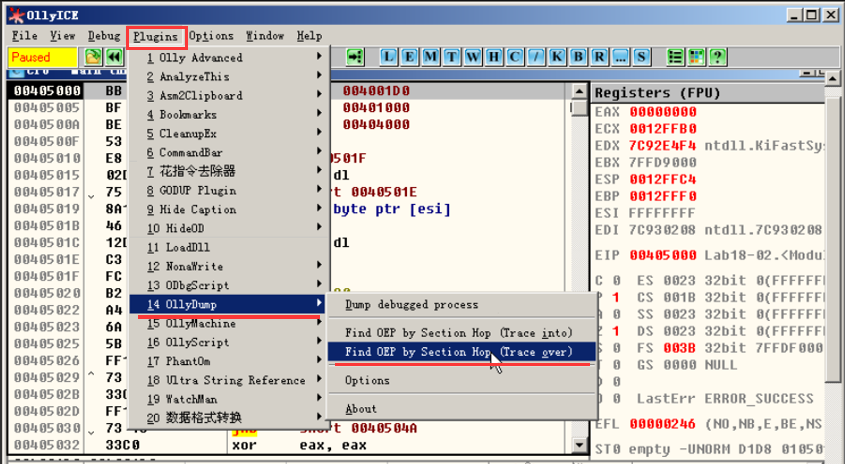 OllyICE
File View Debug Plugins Options Window Help
Paused
L E M T W H C / K B R ... S
1 Olly Advanced
2 AnalyzeThis
3 Asm2Clipboard
4 Bookmarks
5 CleanupEx
6 CommandBar
7 花指令去除器
8 GODUP Plugin
9 Hide Caption
10 HideOD
11 LoadDll
12 NonaWrite
13 ODbgScript
14 OllyDump
15 OllyMachine
16 OllyScript
17 PhantOm
18 Ultra String Reference
19 WatchMan
20 数据格式转换
Dump debugged process
Find OEP by Section Hop (Trace into)
Find OEP by Section Hop (Trace over)
Options
About
00405000 BB 004001D0
00405005 BF 00401000
0040500A BE 00404000
0040500F 53
00405010 E8 0501F
00405015 02D dl
00405017 75 t 0040501E
00405019 8A1 byte ptr [esi]
0040501B 46
0040501C 12D dl
0040501E C3
0040501F FC
00405020 B2
00405022 A4
00405023 6A
00405025 5B
00405026 FF1
00405029 73
0040502B 330
0040502D FF1
00405030 73 short 0040504A
00405032 33C0 xor eax, eax
Registers (FPU)
EAX 00000000
ECX 0012FFB0
EDX 7C92E4F4 ntdll.KiFastSy
EBX 7FFD9000
ESP 0012FFC4
EBP 0012FFF0
ESI FFFFFFFF
EDI 7C930208 ntdll.7C930208
EIP 00405000 Lab18-02.<Modul
C 0 ES 0023 32bit 0(FFFFFFF
P 1 CS 001B 32bit 0(FFFFFFF
A 0 SS 0023 32bit 0(FFFFFFF
Z 1 DS 0023 32bit 0(FFFFFFF
S 0 FS 003B 32bit 7FFDF000
T 0 GS 0000 NULL
D 0
O 0 LastErr ERROR_SUCCESS
EFL 00000246 (NO,NB,E,BE,NS
ST0 empty -UNORM D1D8 01050